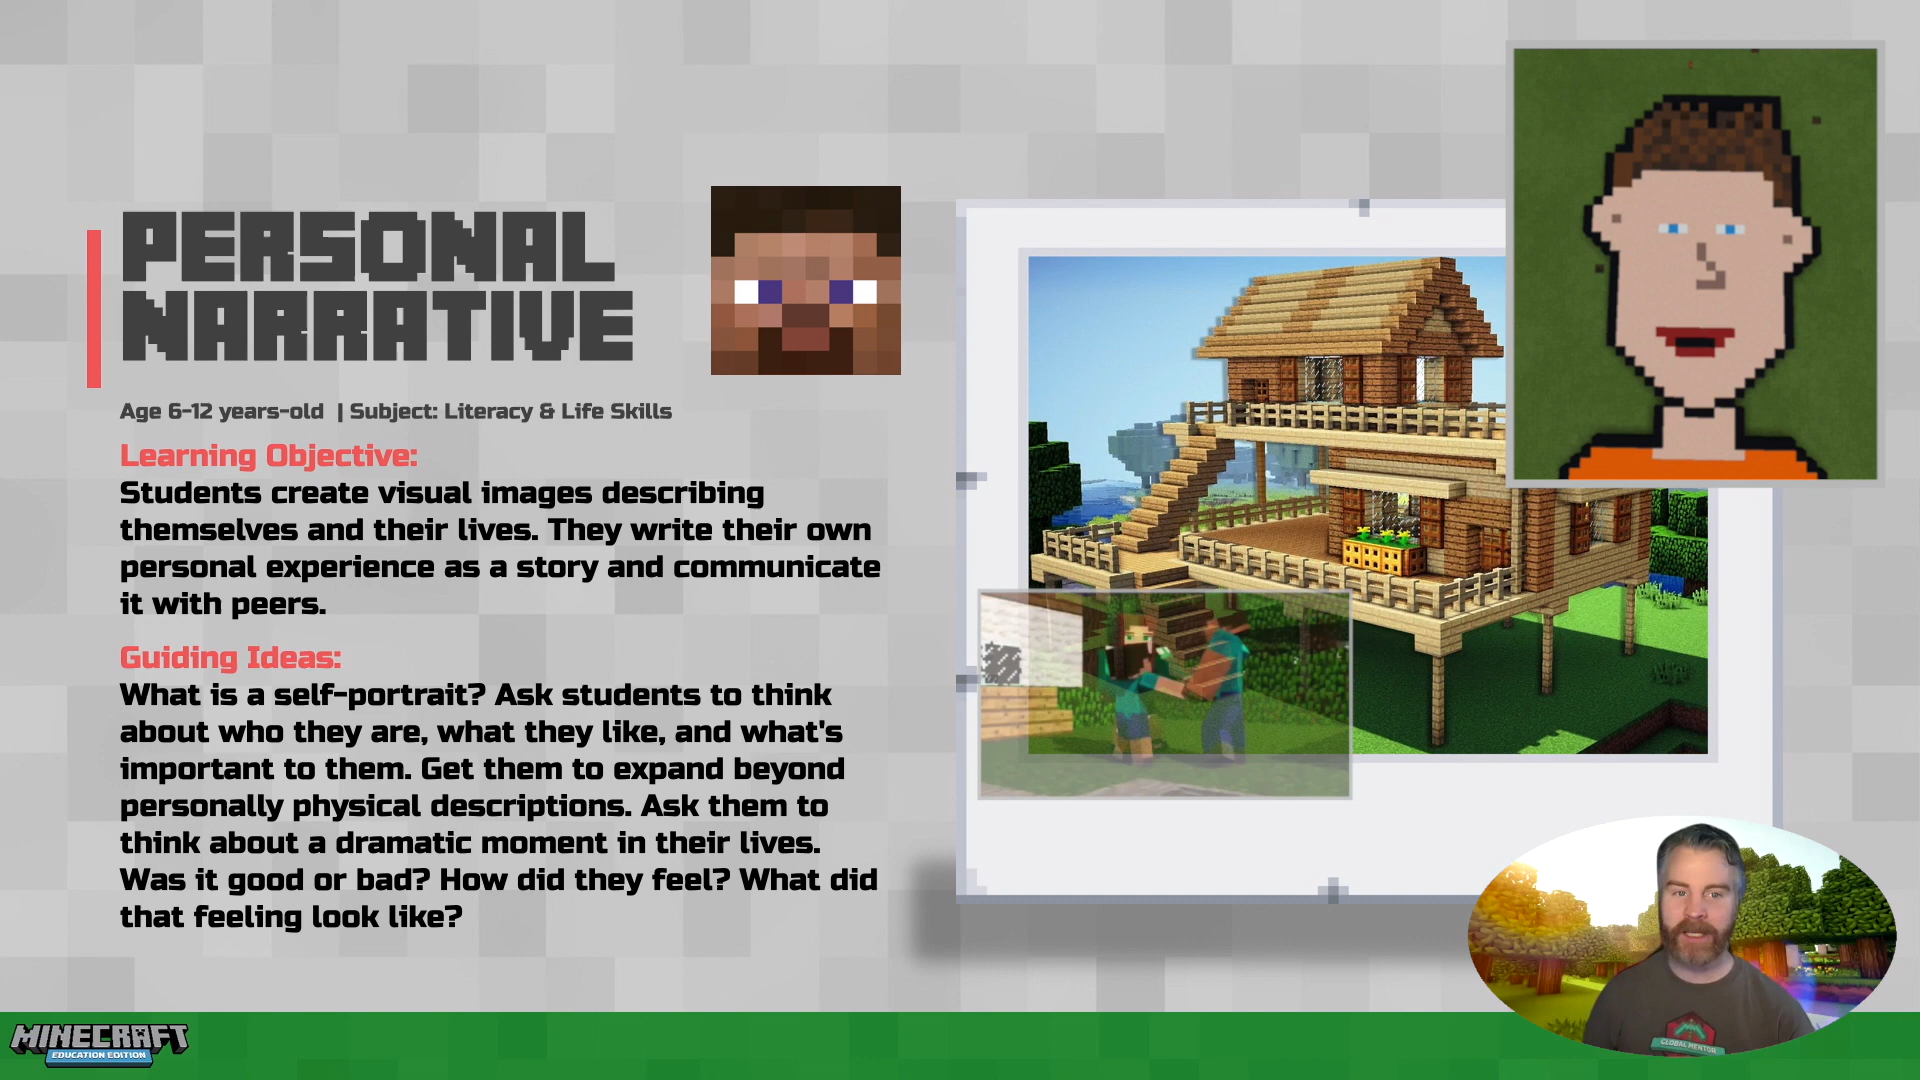 PERSONAL
NARRATIVE
Age 6-12 years-old | Subject: Literacy & Life Skills
Learning Objective:
Students create visual images describing
themselves and their lives. They write their own
personal experience as a story and communicate
it with peers.
Guiding Ideas:
What is a self-portrait? Ask students to think
about who they are, what they like, and what's
important to them. Get them to expand beyond
personally physical descriptions. Ask them to
think about a dramatic moment in their lives.
Was it good or bad? How did they feel? What did
that feeling look like?
MINECRAFT
EDUCATION EDITION
GLOBAL MENTOR